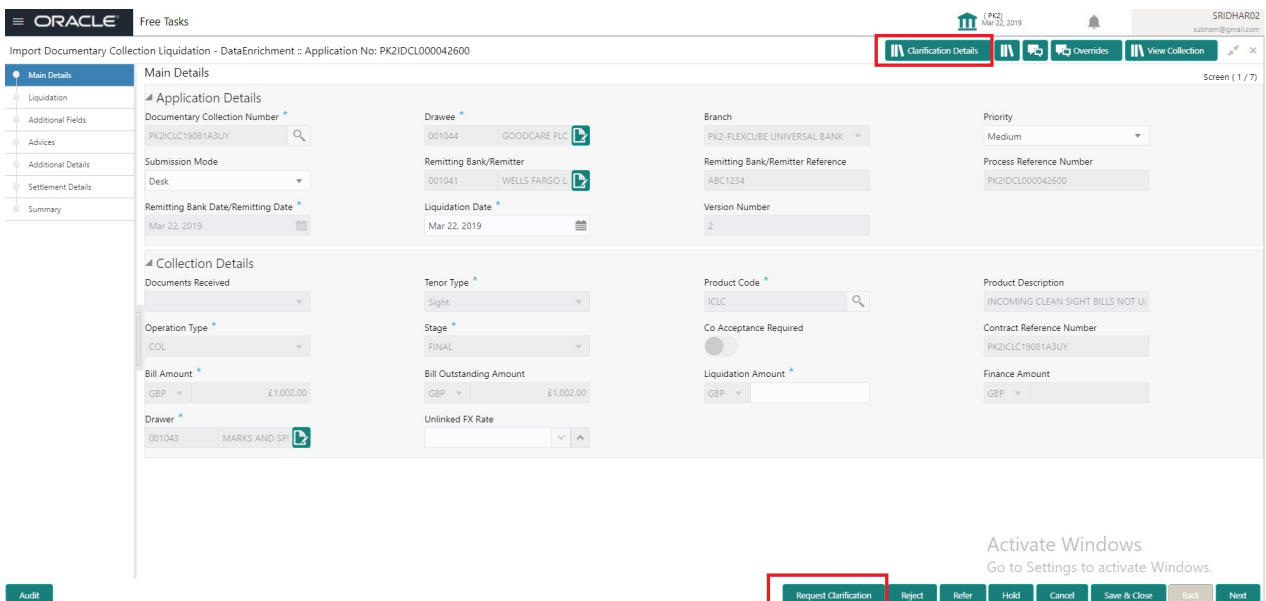 ORACLE Free Tasks (PK2) SRIDHAR02
Mar 22, 2019 subham@gmail.com
Import Documentary Collection Liquidation - DataEnrichment :: Application No: PK2IDCL000042600 Clarification Details Overrides View Collection
Main Details Main Details Screen ( 1 / 7)
Liquidation Application Details
Additional Fields Documentary Collection Number * Drawee * Branch Priority
Advices PK2ICLC19081A3UY 001044 GOODCARE PLC PK2-FLEXCUBE UNIVERSAL BANK Medium
Additional Details Submission Mode Remitting Bank/Remitter Remitting Bank/Remitter Reference Process Reference Number
Settlement Details Desk 001041 WELLS FARGO L ABC1234 PK2IDCL000042600
Summary Remitting Bank Date/Remitting Date * Liquidation Date * Version Number
Mar 22, 2019 Mar 22, 2019 2
Collection Details
Documents Received Tenor Type * Product Code * Product Description
Sight ICLC INCOMING CLEAN SIGHT BILLS NOT U
Operation Type * Stage * Co Acceptance Required Contract Reference Number
COL FINAL PK2ICLC19081A3UY
Bill Amount * Bill Outstanding Amount Liquidation Amount * Finance Amount
GBP £1,002.00 GBP £1,002.00 GBP GBP
Drawer * Unlinked FX Rate
001043 MARKS AND SPI
Activate Windows
Go to Settings to activate Windows.
Audit Request Clarification Reject Refer Hold Cancel Save & Close Back Next